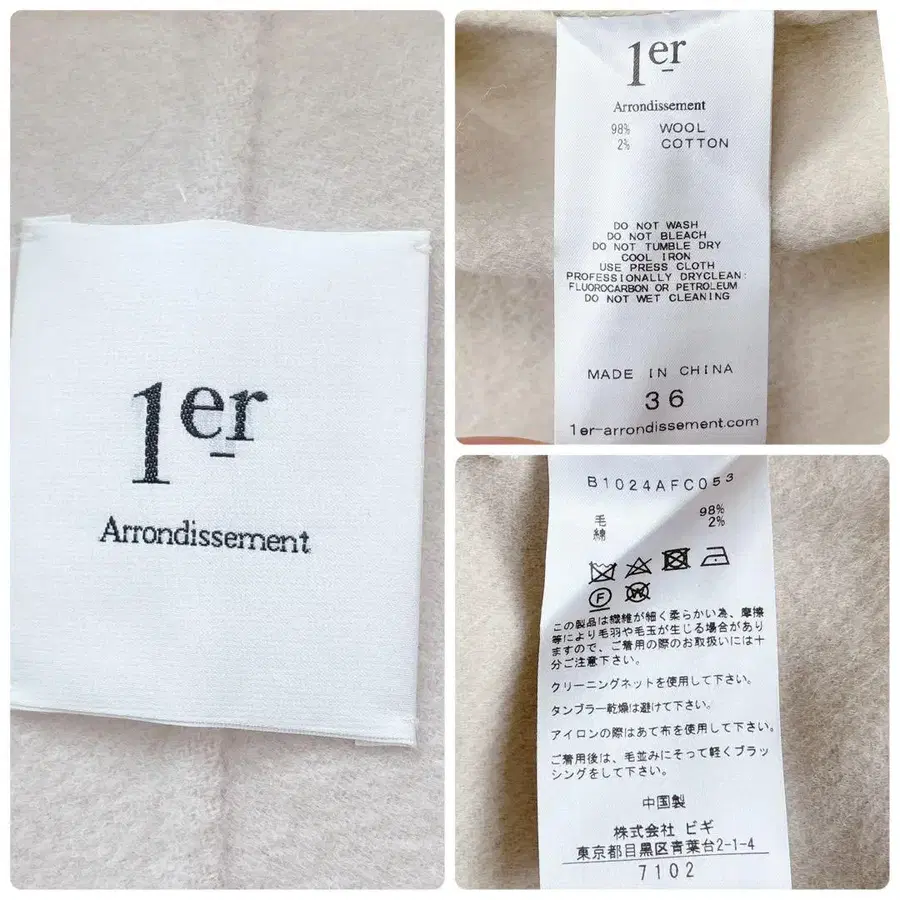 1er
Arrondissement
1er
Arrondissement
98% WOOL
2% COTTON
DO NOT WASH
DO NOT BLEACH
DO NOT TUMBLE DRY
COOL IRON
USE PRESS CLOTH
PROFESSIONALLY DRYCLEAN:
FLUOROCARBON OR PETROLEUM
DO NOT WET CLEANING
MADE IN CHINA
36
1er-arrondissement.com
B1024AFC053
毛 98%
綿 2%
F W
この製品は繊維が細く柔らかい為、摩擦
等により毛羽や毛玉が生じる場合があり
ますので、ご着用の際のお取扱いには十
分ご注意下さい。
クリーニングネットを使用して下さい。
タンブラー乾燥は避けて下さい。
アイロンの際はあて布を使用して下さい。
ご着用後は、毛並みにそって軽くブラッ
シングをして下さい。
中国製
株式会社 ビギ
東京都目黒区青葉台2-1-4
7102